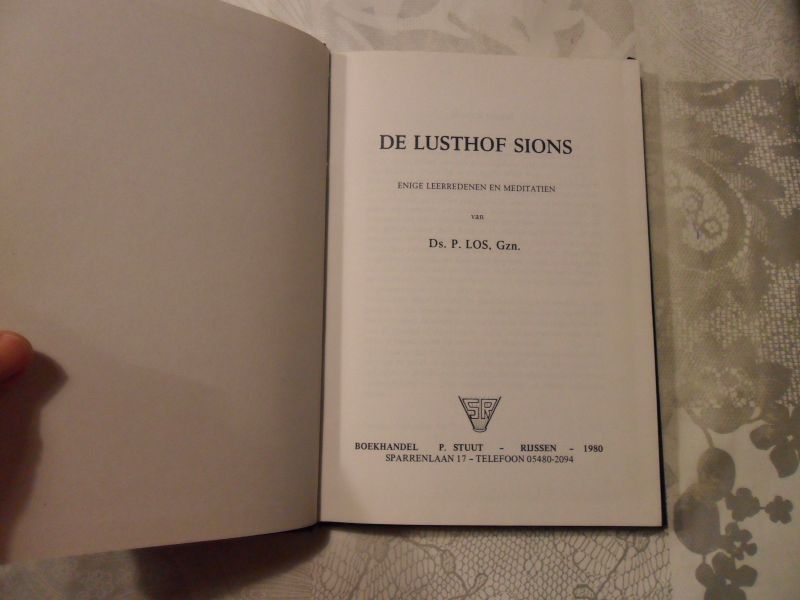 DE LUSTHOF SIONS
ENIGE LEERREDENEN EN MEDITATIEN
van
Ds. P. LOS, Gzn.
SR
BOEKHANDEL P. STUUT - RIJSSEN - 1980
SPARRENLAAN 17 - TELEFOON 05480-2094